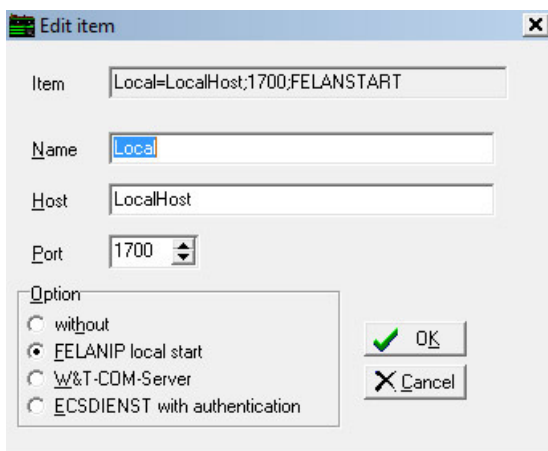 Edit item
Item Local=LocalHost;1700;FELANSTART
Name Local
Host LocalHost
Port 1700
Option
without
FELANIP local start
W&T-COM-Server
ECSDIENST with authentication
OK
Cancel